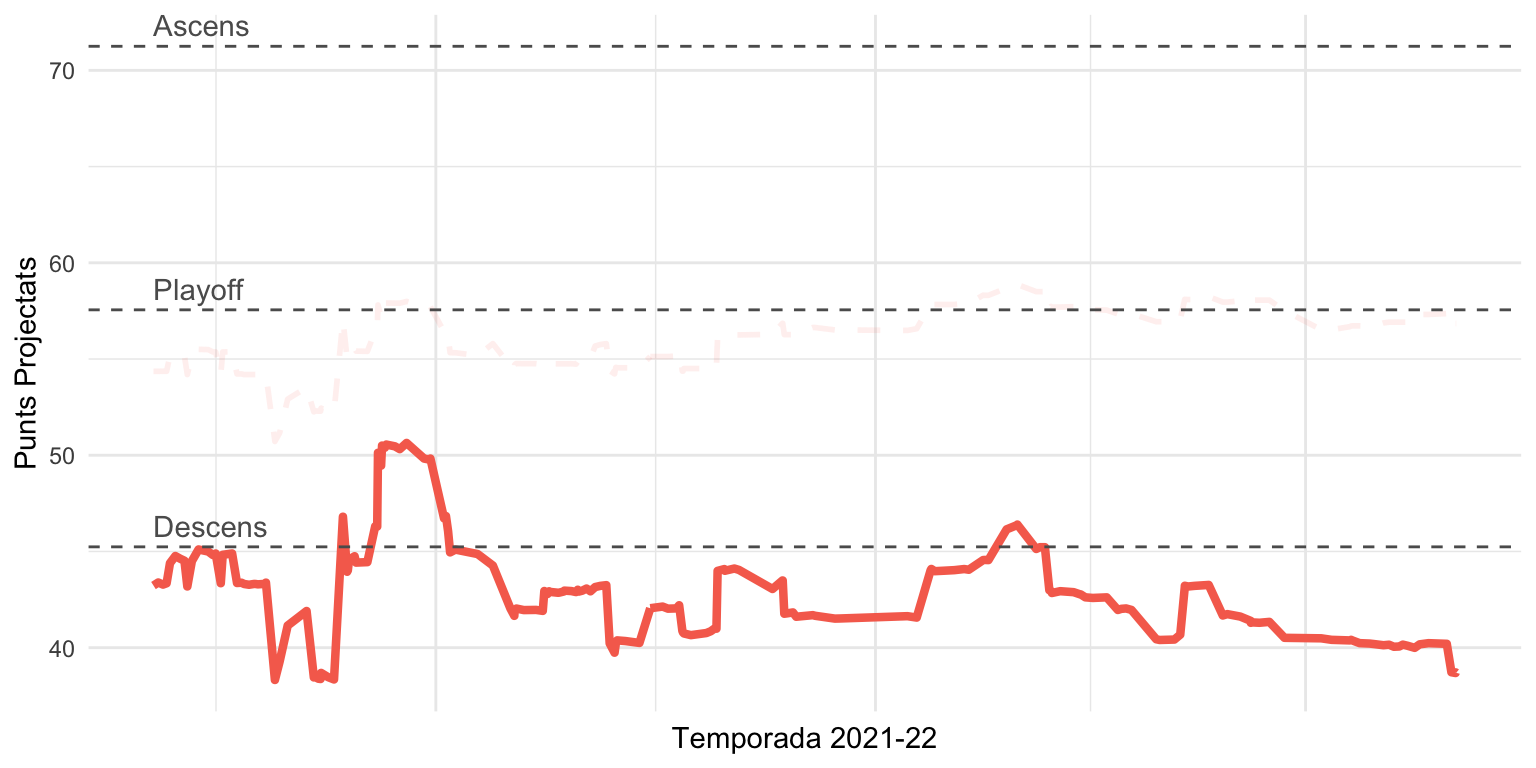 Ascens
70
60
Playoff
50
Descens
40
Punts Projectats
Temporada 2021-22